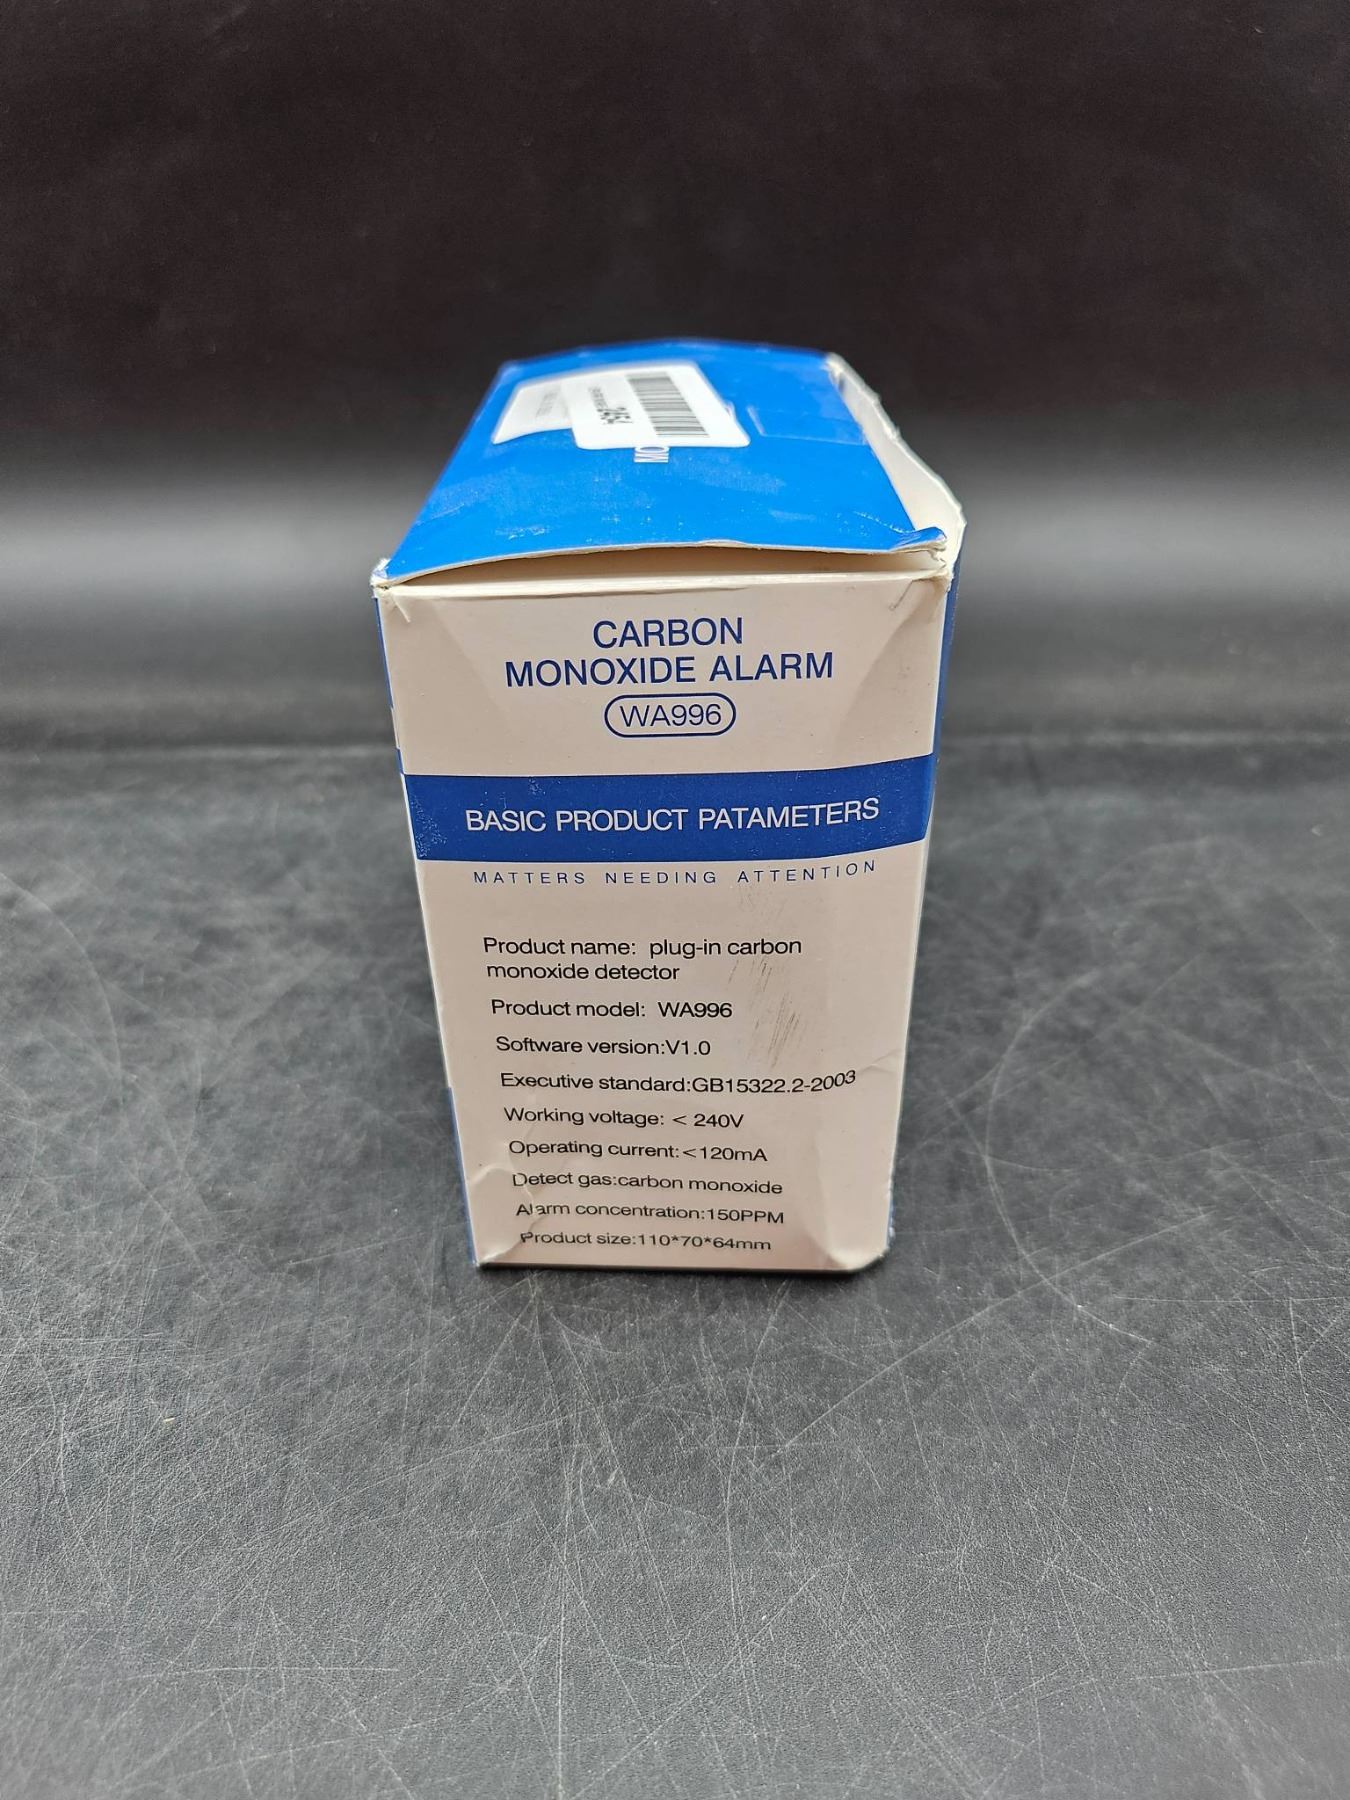 2454
MO
CARBON
MONOXIDE ALARM
WA996
BASIC PRODUCT PATAMETERS
MATTERS NEEDING ATTENTION
Product name: plug-in carbon
monoxide detector
Product model: WA996
Software version:V1.0
Executive standard:GB15322.2-2003
Working voltage: < 240V
Operating current:<120mA
Detect gas:carbon monoxide
Alarm concentration:150PPM
Product size:110*70*64mm